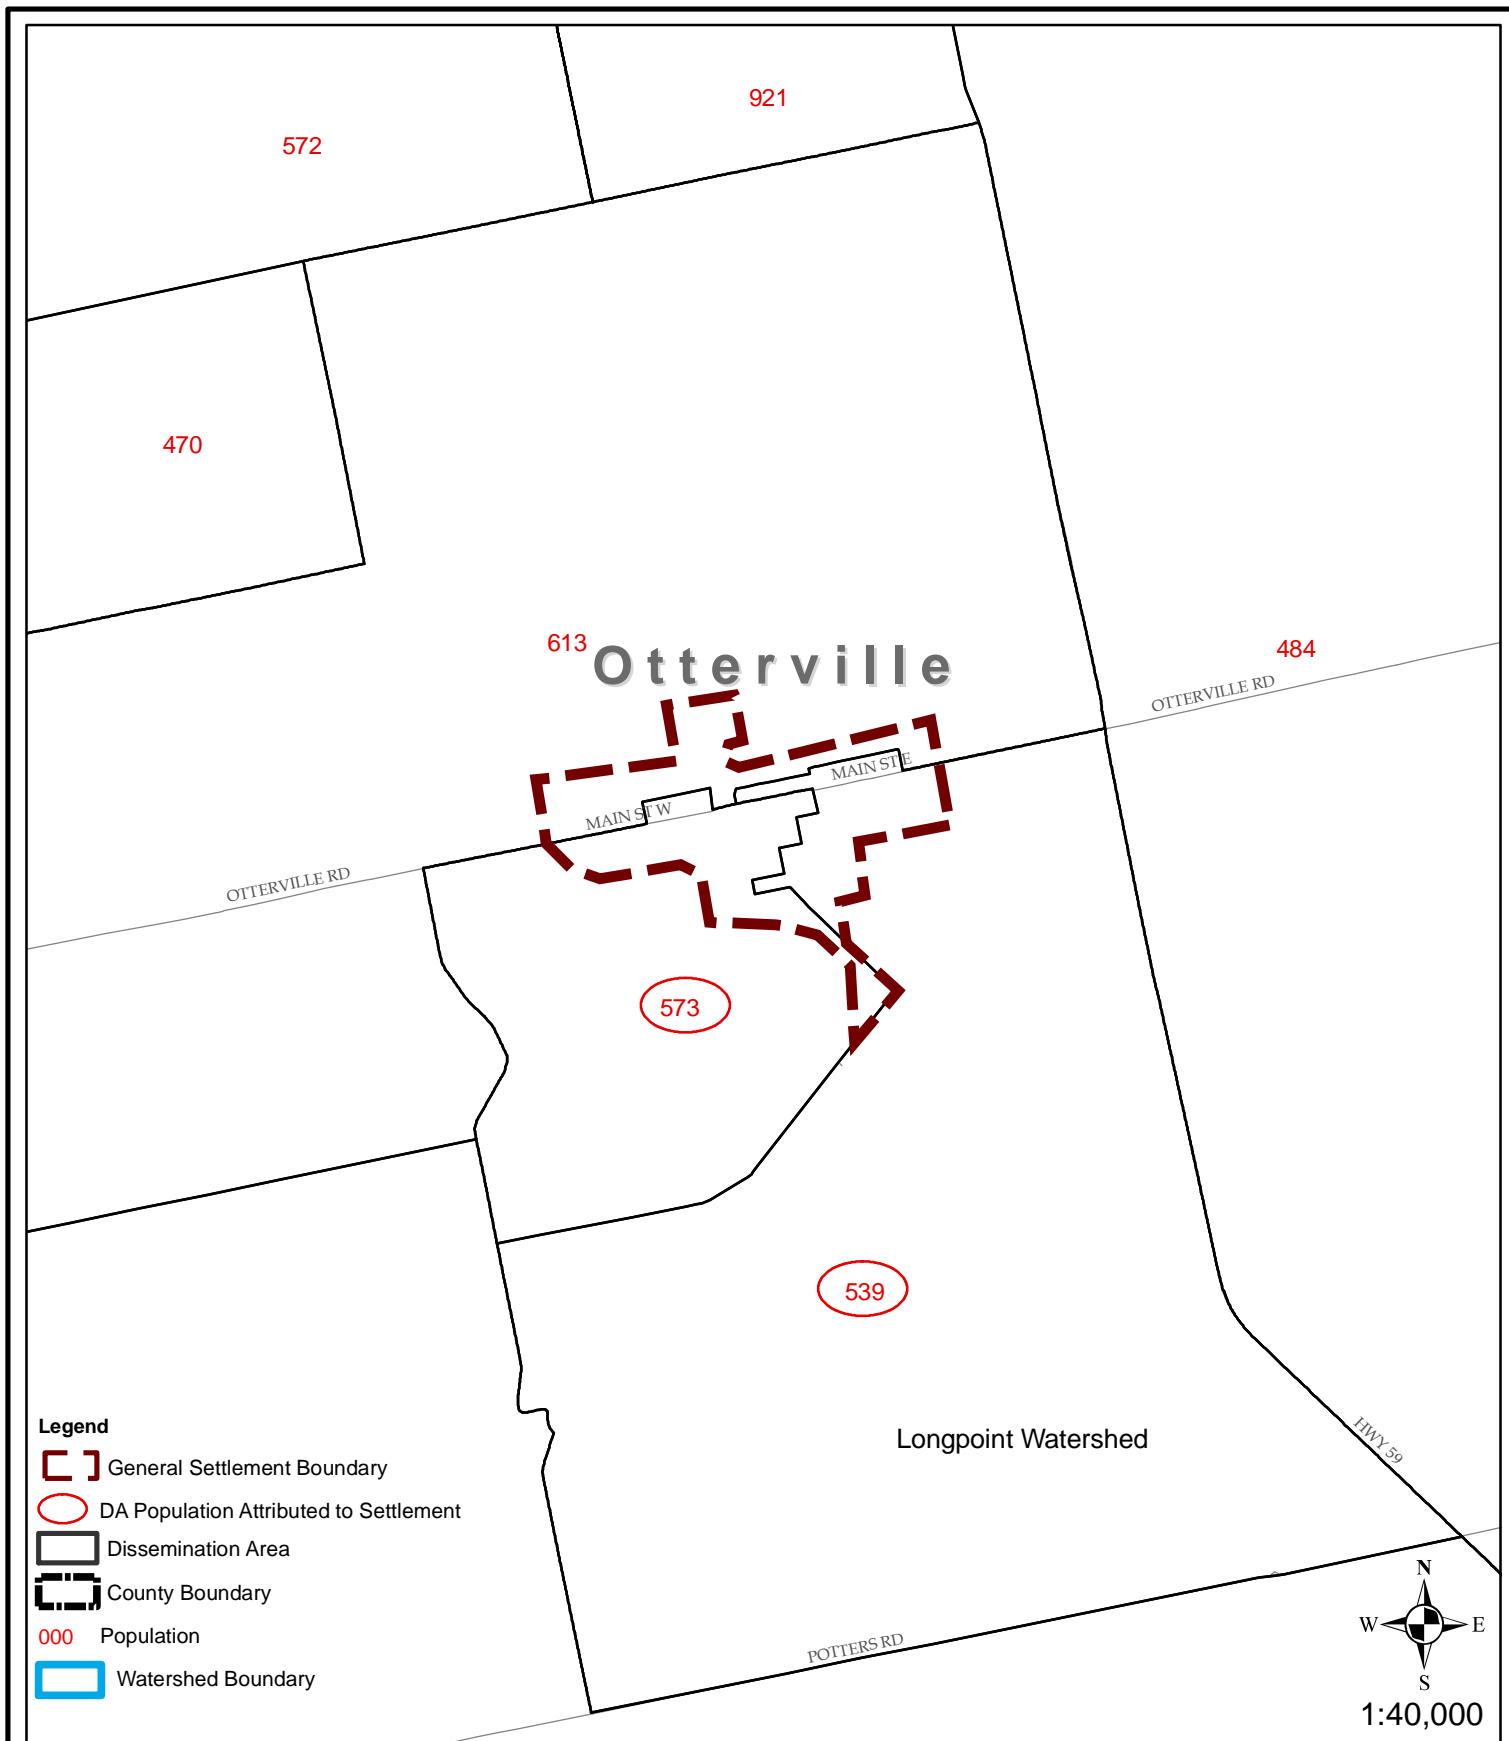 921
572
470
613
Otterville
484
OTTERVILLE RD
MAIN ST E
MAIN ST W
OTTERVILLE RD
573
539
Longpoint Watershed
HWY 59
POTTERS RD
Legend
General Settlement Boundary
DA Population Attributed to Settlement
Dissemination Area
County Boundary
000 Population
Watershed Boundary
N
W E
S
1:40,000